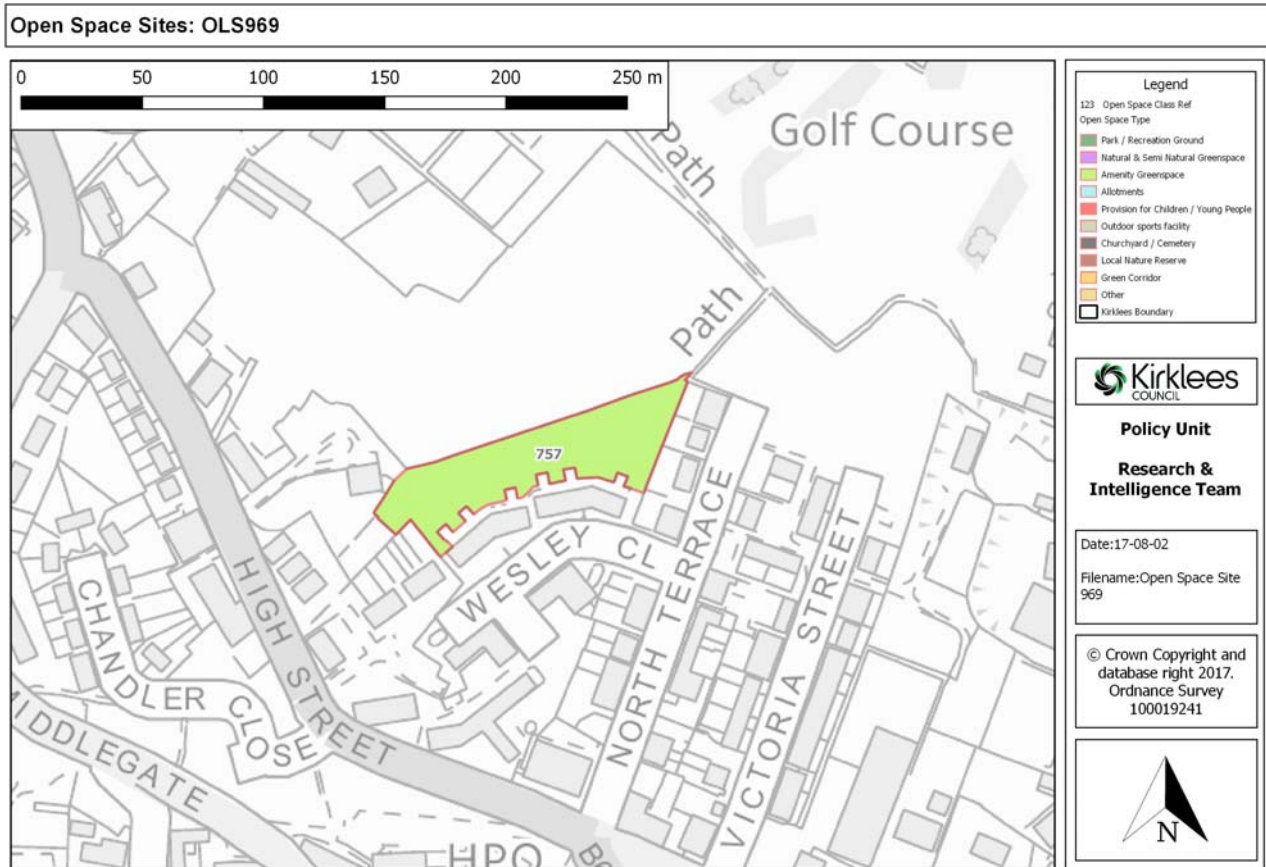 Open Space Sites: OLS969
0 50 100 150 200 250 m
Golf Course
Path
Path
757
WESLEY CL
NORTH TERRACE
VICTORIA STREET
HIGH STREET
CHANDLER CLOSE
MIDDLEGATE
HPO
Legend
123 Open Space Class Ref
Open Space Type
Park / Recreation Ground
Natural & Semi Natural Greenspace
Amenity Greenspace
Allotments
Provision for Children / Young People
Outdoor sports facility
Churchyard / Cemetery
Local Nature Reserve
Green Corridor
Other
Kirklees Boundary
Kirklees
COUNCIL
Policy Unit
Research &
Intelligence Team
Date:17-08-02
Filename:Open Space Site
969
© Crown Copyright and
database right 2017.
Ordnance Survey
100019241
N